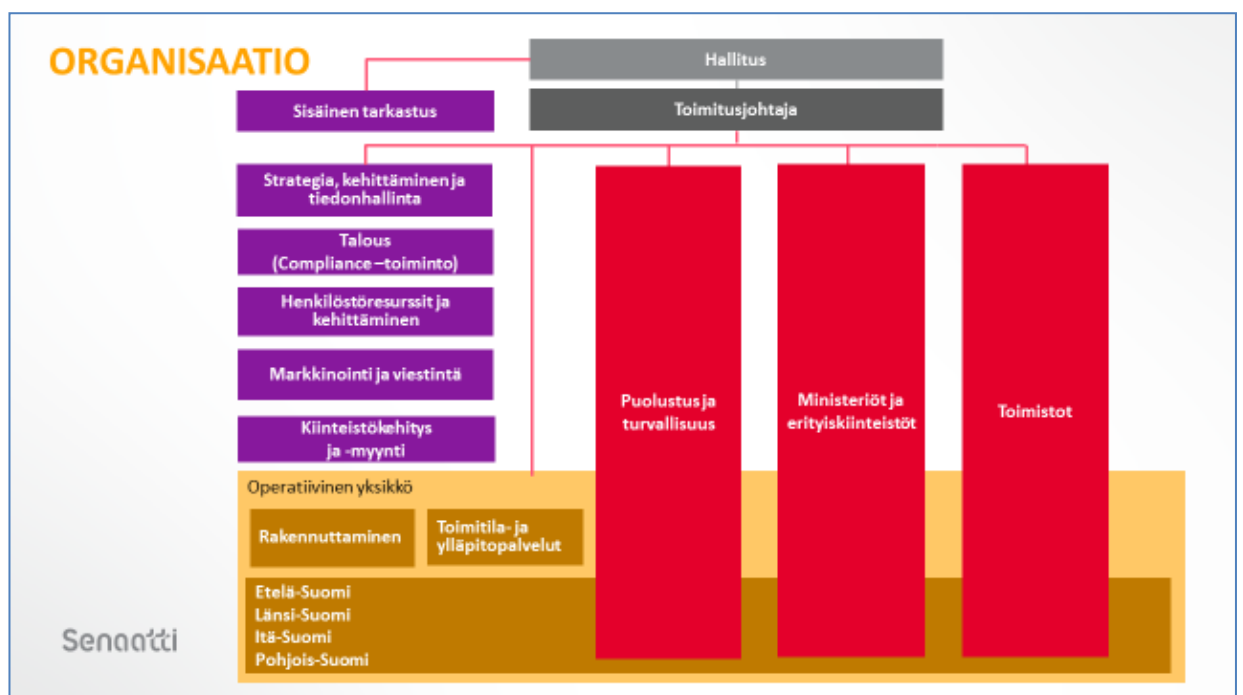 ORGANISAATIO
Hallitus
Sisäinen tarkastus
Toimitusjohtaja
Strategia, kehittäminen ja
tiedonhallinta
Talous
(Compliance –toiminto)
Henkilöstöresurssit ja
kehittäminen
Markkinointi ja viestintä
Kiinteistökehitys
ja -myynti
Puolustus ja
turvallisuus
Ministeriöt ja
erityiskiinteistöt
Toimistot
Operatiivinen yksikkö
Rakennuttaminen
Toimitila- ja
ylläpitopalvelut
Etelä-Suomi
Länsi-Suomi
Itä-Suomi
Pohjois-Suomi
Senaatti